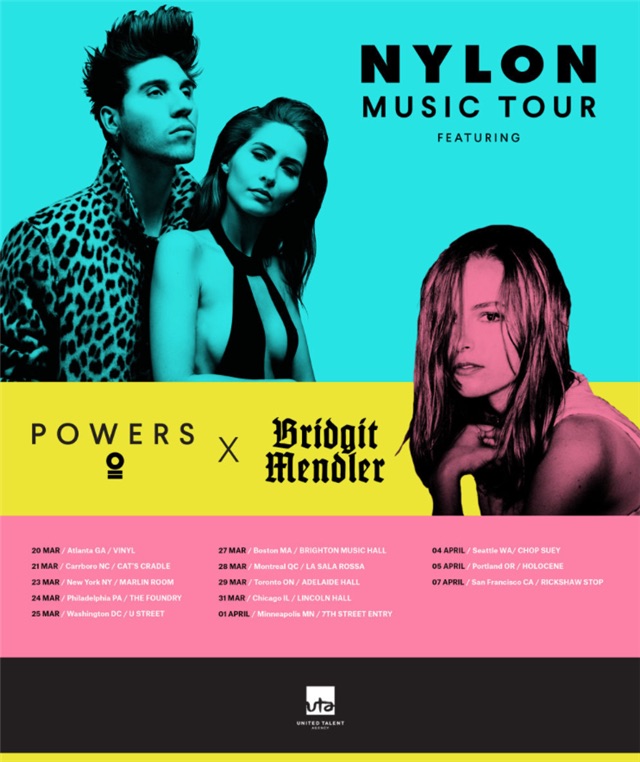 NYLON
MUSIC TOUR
FEATURING
POWERS
X
Bridgit
Mendler
20 MAR / Atlanta GA / VINYL
21 MAR / Carrboro NC / CAT'S CRADLE
23 MAR / New York NY / MARLIN ROOM
24 MAR / Philadelphia PA / THE FOUNDRY
25 MAR / Washington DC / U STREET
27 MAR / Boston MA / BRIGHTON MUSIC HALL
28 MAR / Montreal QC / LA SALA ROSSA
29 MAR / Toronto ON / ADELAIDE HALL
31 MAR / Chicago IL / LINCOLN HALL
01 APRIL / Minneapolis MN / 7TH STREET ENTRY
04 APRIL / Seattle WA/ CHOP SUEY
05 APRIL / Portland OR / HOLOCENE
07 APRIL / San Francisco CA / RICKSHAW STOP
uta
UNITED TALENT
AGENCY